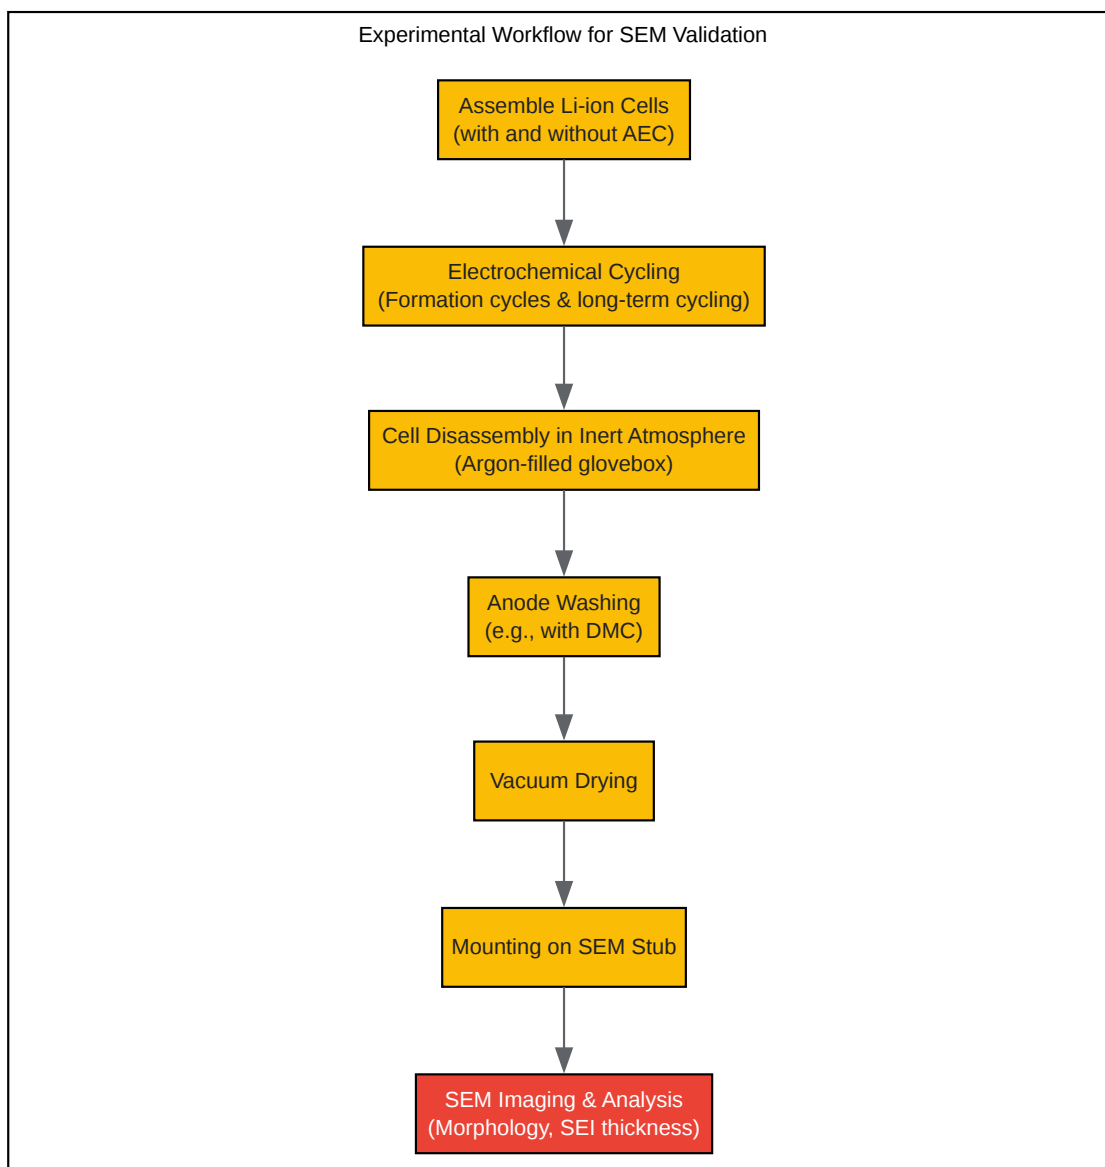 Experimental Workflow for SEM Validation
Assemble Li-ion Cells
(with and without AEC)
Electrochemical Cycling
(Formation cycles & long-term cycling)
Cell Disassembly in Inert Atmosphere
(Argon-filled glovebox)
Anode Washing
(e.g., with DMC)
Vacuum Drying
Mounting on SEM Stub
SEM Imaging & Analysis
(Morphology, SEI thickness)